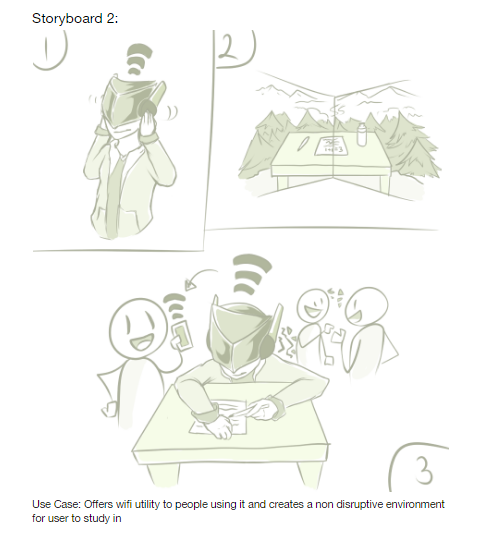 Storyboard 2:
1
2
3
Use Case: Offers wifi utility to people using it and creates a non disruptive environment
for user to study in